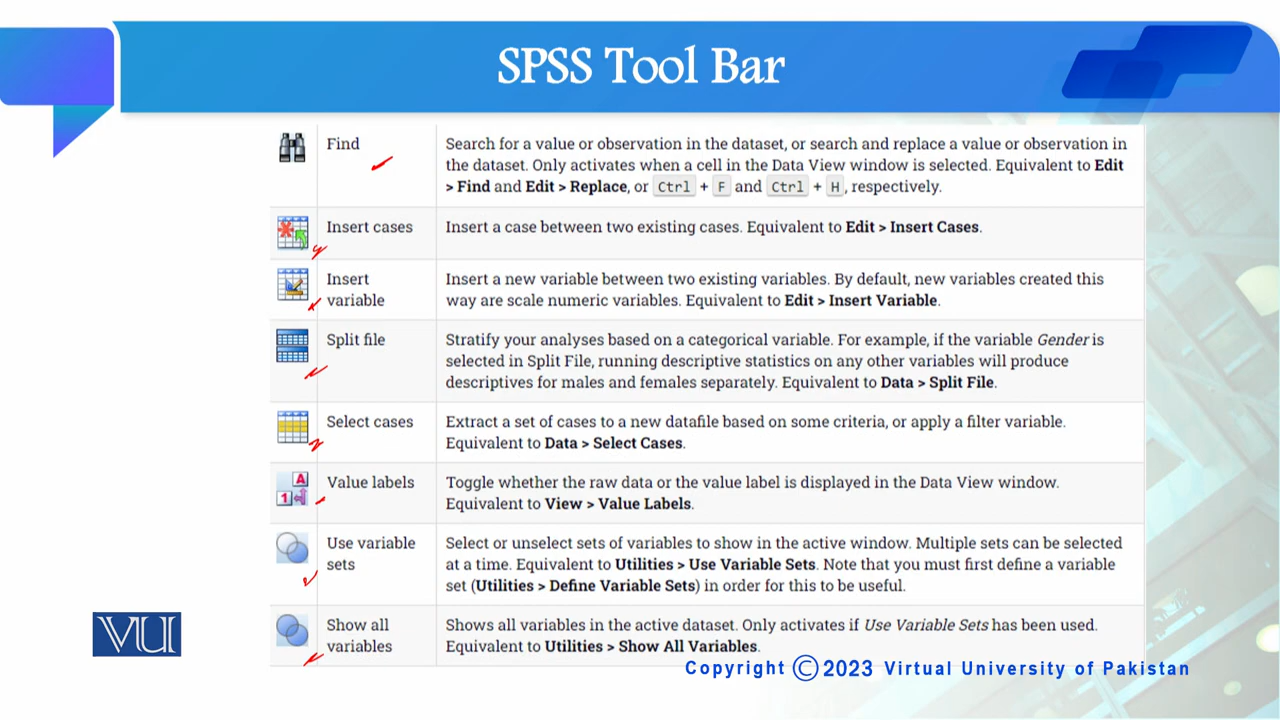 SPSS Tool Bar
Find
Search for a value or observation in the dataset, or search and replace a value or observation in
the dataset. Only activates when a cell in the Data View window is selected. Equivalent to Edit
> Find and Edit > Replace, or Ctrl + F and Ctrl + H, respectively.
Insert cases
Insert a case between two existing cases. Equivalent to Edit > Insert Cases.
Insert
variable
Insert a new variable between two existing variables. By default, new variables created this
way are scale numeric variables. Equivalent to Edit > Insert Variable.
Split file
Stratify your analyses based on a categorical variable. For example, if the variable Gender is
selected in Split File, running descriptive statistics on any other variables will produce
descriptives for males and females separately. Equivalent to Data > Split File.
Select cases
Extract a set of cases to a new datafile based on some criteria, or apply a filter variable.
Equivalent to Data > Select Cases.
A
1
Value labels
Toggle whether the raw data or the value label is displayed in the Data View window.
Equivalent to View > Value Labels.
Use variable
sets
Select or unselect sets of variables to show in the active window. Multiple sets can be selected
at a time. Equivalent to Utilities > Use Variable Sets. Note that you must first define a variable
set (Utilities > Define Variable Sets) in order for this to be useful.
Show all
variables
Shows all variables in the active dataset. Only activates if Use Variable Sets has been used.
Equivalent to Utilities > Show All Variables.
VU
Copyright ©2023 Virtual University of Pakistan